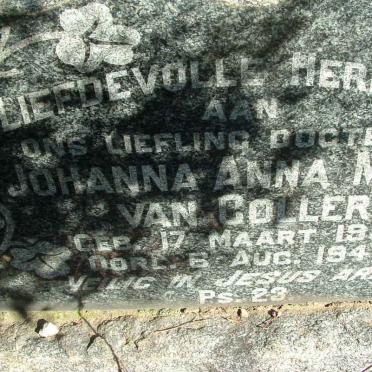 LIEFDEVOLLE HER
AAN
ONS LIEFLING DOGTE
JOHANNA ANNA M
VAN COLLER
GEB. 17 MAART 19
OORL. 6 AUG. 194
VEILIG IN JESUS AR
PS. 23